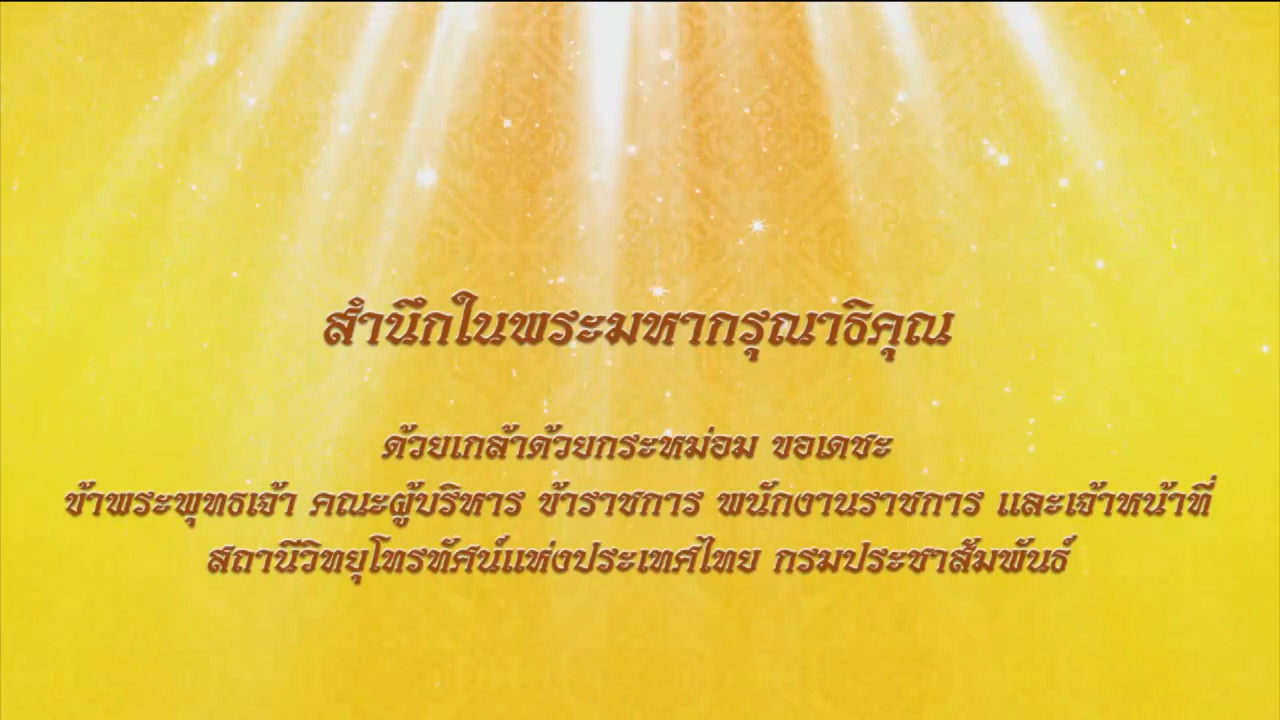 สำนึกในพระมหากรุณาธิคุณ
ด้วยเกล้าด้วยกระหม่อม ขอเดชะ
ข้าพระพุทธเจ้า คณะผู้บริหาร ข้าราชการ พนักงานราชการ และเจ้าหน้าที่
สถานีวิทยุโทรทัศน์แห่งประเทศไทย กรมประชาสัมพันธ์